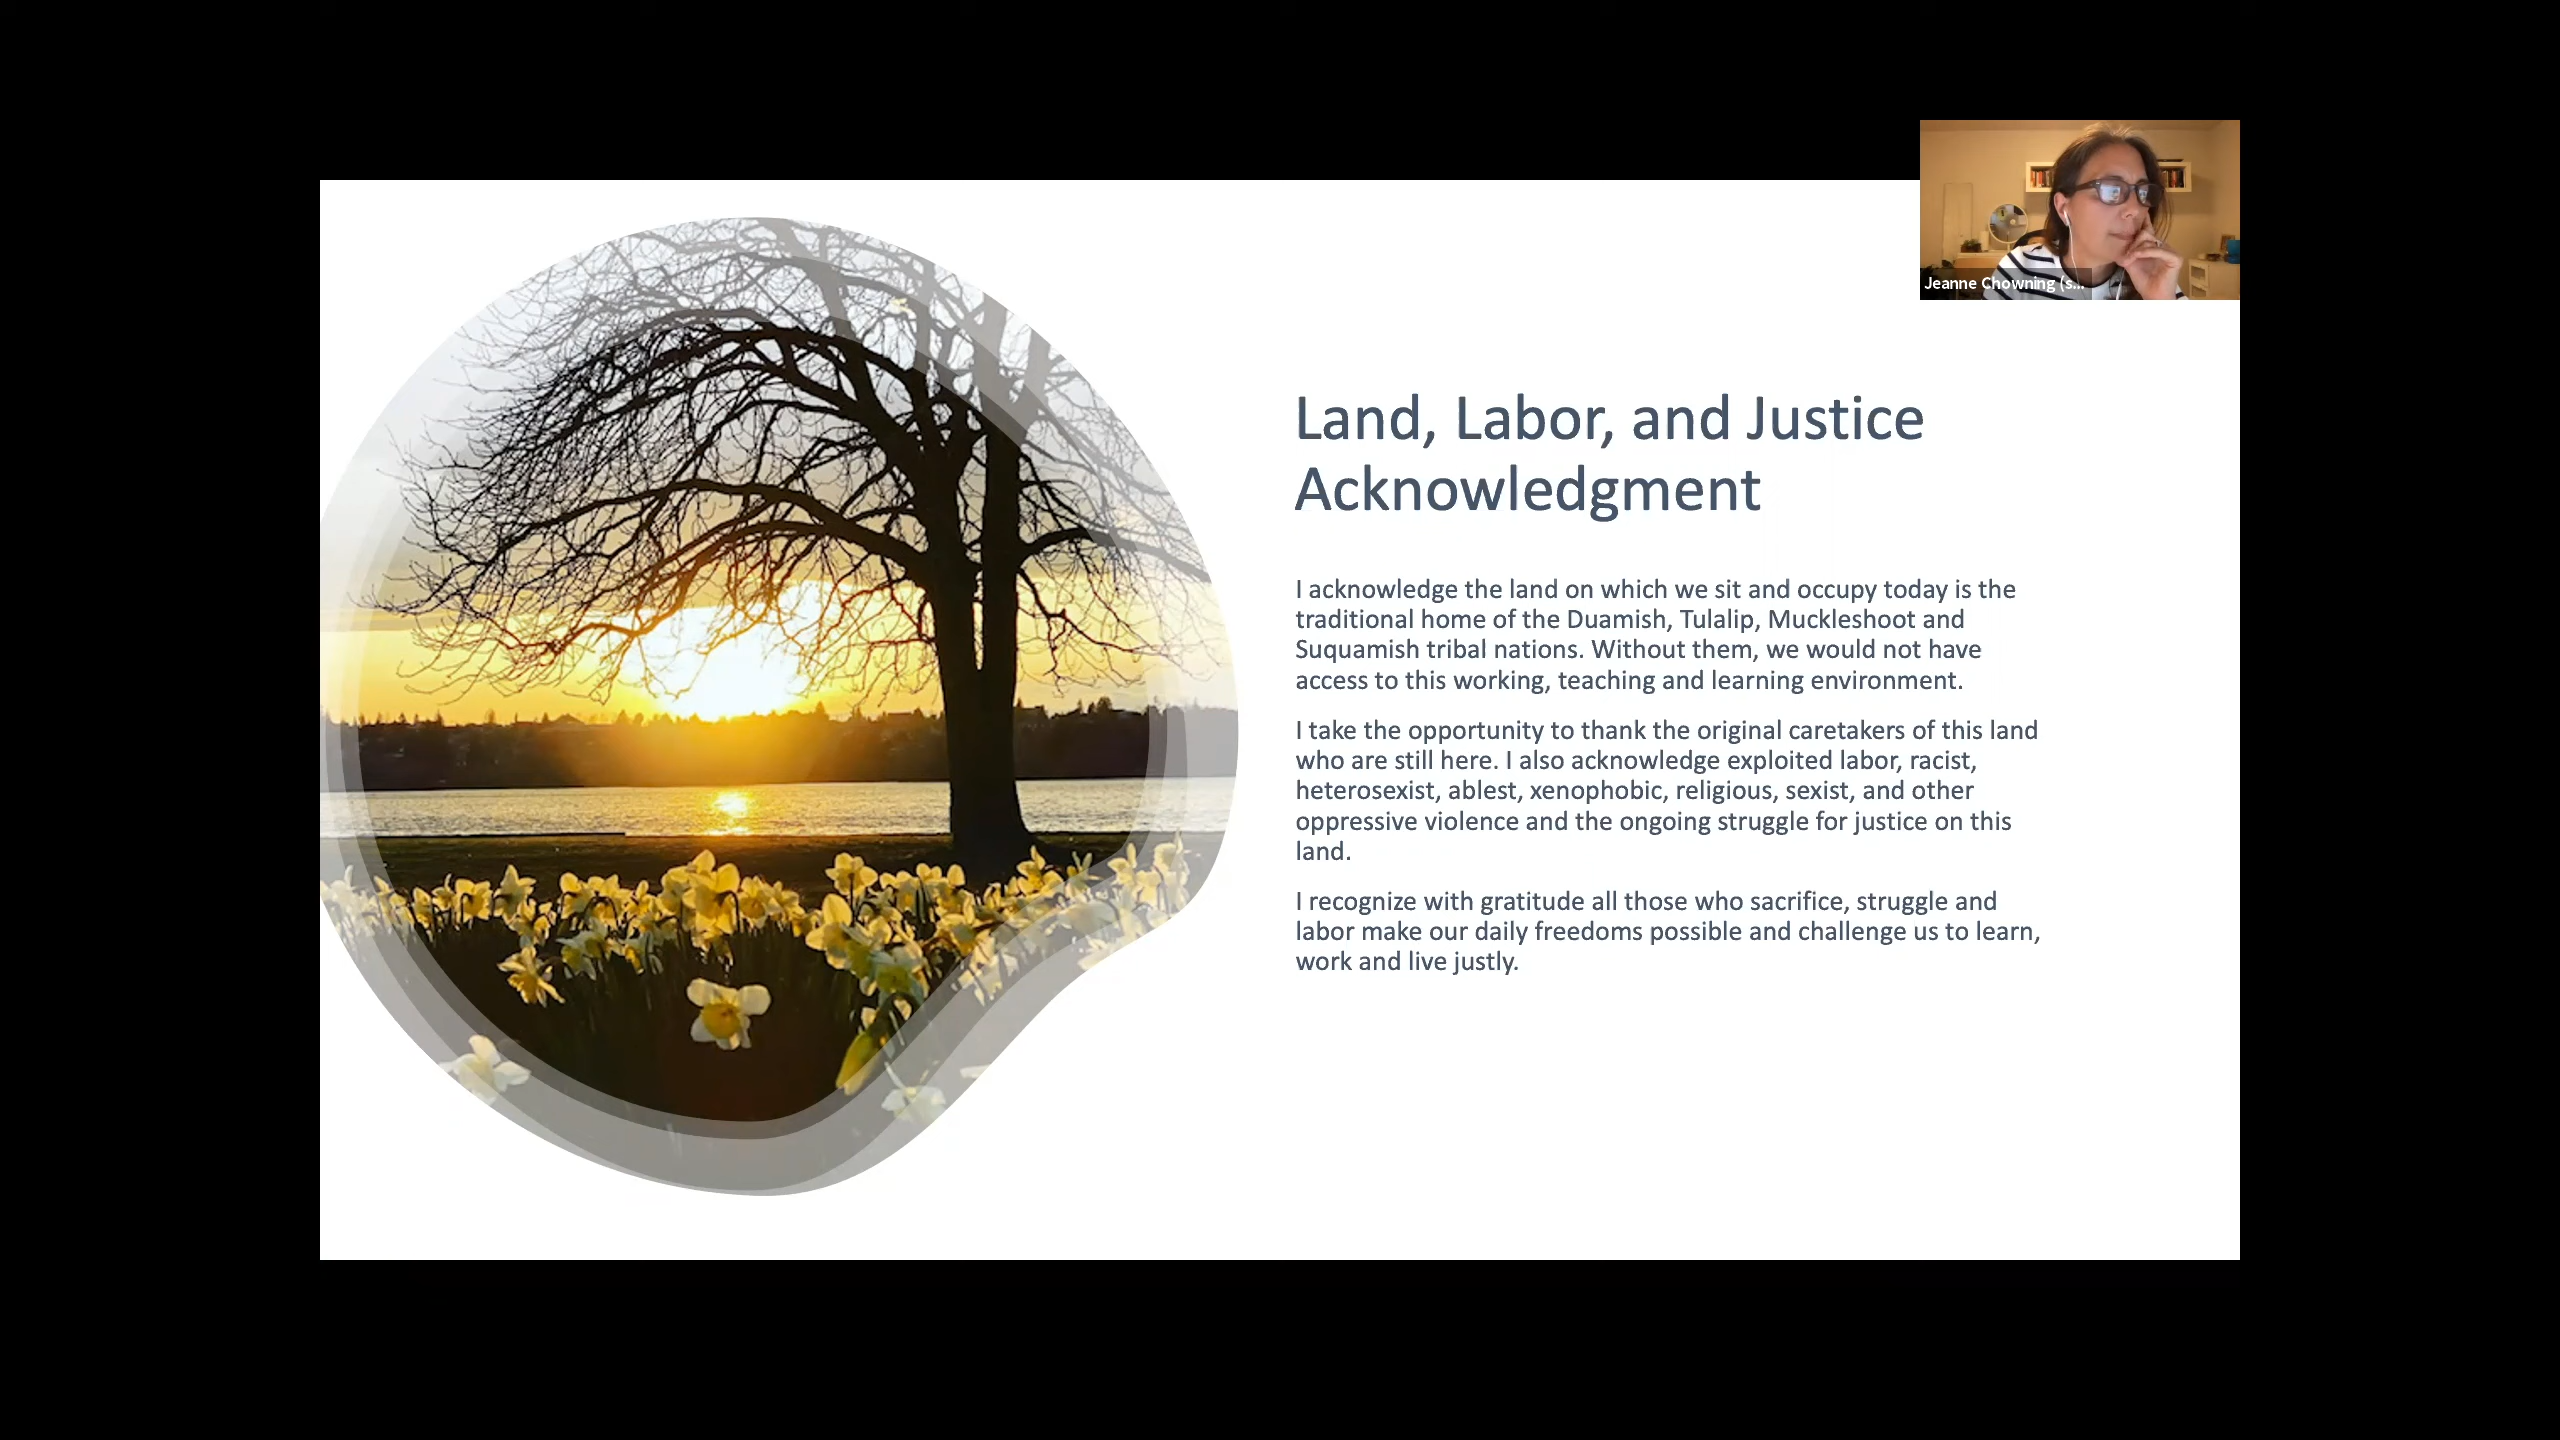 Jeanne Chowning (s...
Land, Labor, and Justice
Acknowledgment
I acknowledge the land on which we sit and occupy today is the
traditional home of the Duamish, Tulalip, Muckleshoot and
Suquamish tribal nations. Without them, we would not have
access to this working, teaching and learning environment.
I take the opportunity to thank the original caretakers of this land
who are still here. I also acknowledge exploited labor, racist,
heterosexist, ablest, xenophobic, religious, sexist, and other
oppressive violence and the ongoing struggle for justice on this
land.
I recognize with gratitude all those who sacrifice, struggle and
labor make our daily freedoms possible and challenge us to learn,
work and live justly.